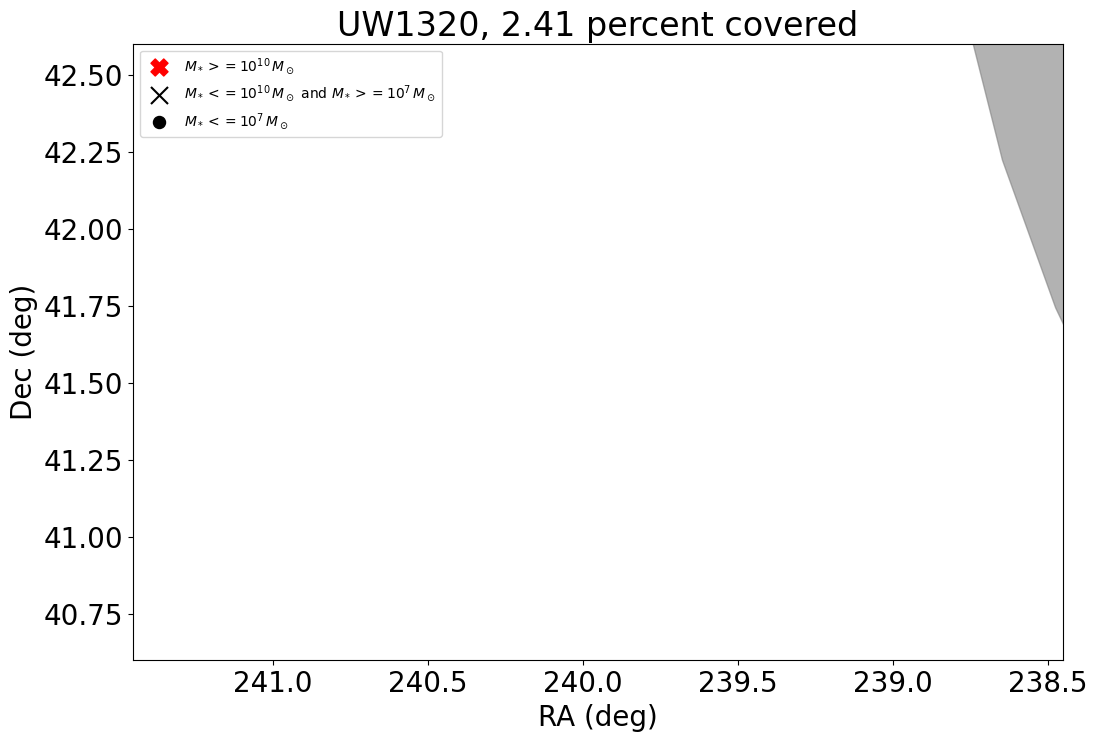 UW1320, 2.41 percent covered
M* >= 10^10 M⊙
M* <= 10^10 M⊙ and M* >= 10^7 M⊙
M* <= 10^7 M⊙
42.50
42.25
42.00
41.75
41.50
41.25
41.00
40.75
Dec (deg)
241.0 240.5 240.0 239.5 239.0 238.5
RA (deg)